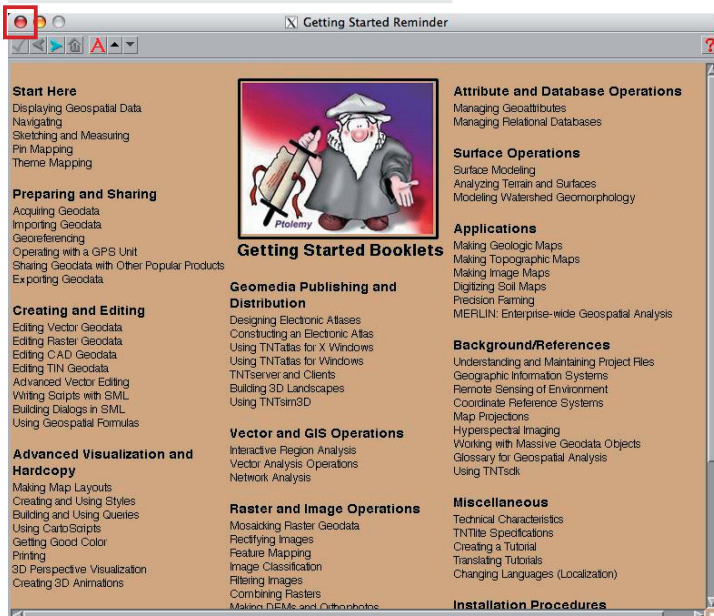 X Getting Started Reminder
A ?
Start Here
Displaying Geospatial Data
Navigating
Sketching and Measuring
Pin Mapping
Theme Mapping
Preparing and Sharing
Acquiring Geodata
Importing Geodata
Georeferencing
Operating with a GPS Unit
Sharing Geodata with Other Popular Products
Exporting Geodata
Creating and Editing
Editing Vector Geodata
Editing Raster Geodata
Editing CAD Geodata
Editing TIN Geodata
Advanced Vector Editing
Writing Scripts with SML
Building Dialogs in SML
Using Geospatial Formulas
Advanced Visualization and
Hardcopy
Making Map Layouts
Creating and Using Styles
Building and Using Queries
Using CartoScripts
Getting Good Color
Printing
3D Perspective Visualization
Creating 3D Animations
Ptolemy
Getting Started Booklets
Geomedia Publishing and
Distribution
Designing Electronic Atlases
Constructing an Electronic Atlas
Using TNTatlas for X Windows
Using TNTatlas for Windows
TNTserver and Clients
Building 3D Landscapes
Using TNTsim3D
Vector and GIS Operations
Interactive Region Analysis
Vector Analysis Operations
Network Analysis
Raster and Image Operations
Mosaicking Raster Geodata
Rectifying Images
Feature Mapping
Image Classification
Filtering Images
Combining Rasters
Making DEMs and Orthophotos
Attribute and Database Operations
Managing Geoattributes
Managing Relational Databases
Surface Operations
Surface Modeling
Analyzing Terrain and Surfaces
Modeling Watershed Geomorphology
Applications
Making Geologic Maps
Making Topographic Maps
Making Image Maps
Digitizing Soil Maps
Precision Farming
MERLIN: Enterprise-wide Geospatial Analysis
Background/References
Understanding and Maintaining Project Files
Geographic Information Systems
Remote Sensing of Environment
Coordinate Reference Systems
Map Projections
Hyperspectral Imaging
Working with Massive Geodata Objects
Glossary for Geospatial Analysis
Using TNTsdk
Miscellaneous
Technical Characteristics
TNTlite Specifications
Creating a Tutorial
Translating Tutorials
Changing Languages (Localization)
Installation Procedures